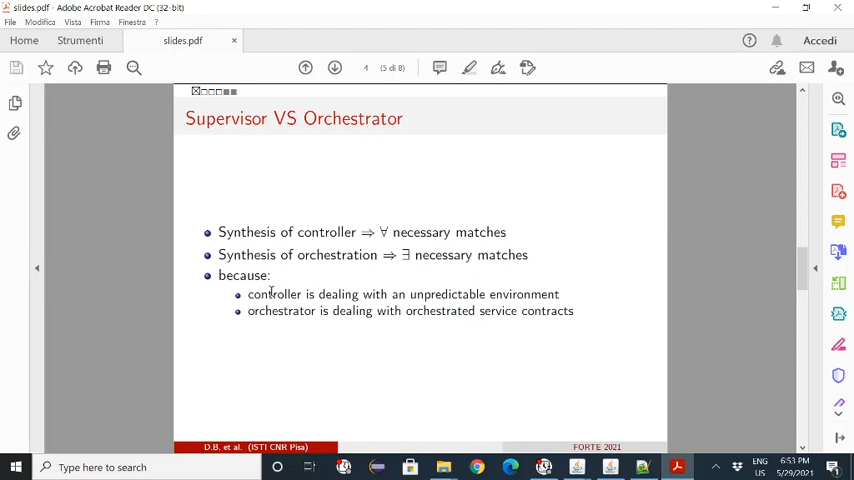 slides.pdf - Adobe Acrobat Reader DC (32-bit)
File Modifica Vista Firma Finestra ?
Home Strumenti slides.pdf × Accedi
4 (5 di 8)
Supervisor VS Orchestrator
Synthesis of controller ⇒ ∀ necessary matches
Synthesis of orchestration ⇒ ∃ necessary matches
because:
controller is dealing with an unpredictable environment
orchestrator is dealing with orchestrated service contracts
D.B. et al. (ISTI CNR Pisa) FORTE 2021
Type here to search
ENG 6:53 PM
US 5/29/2021